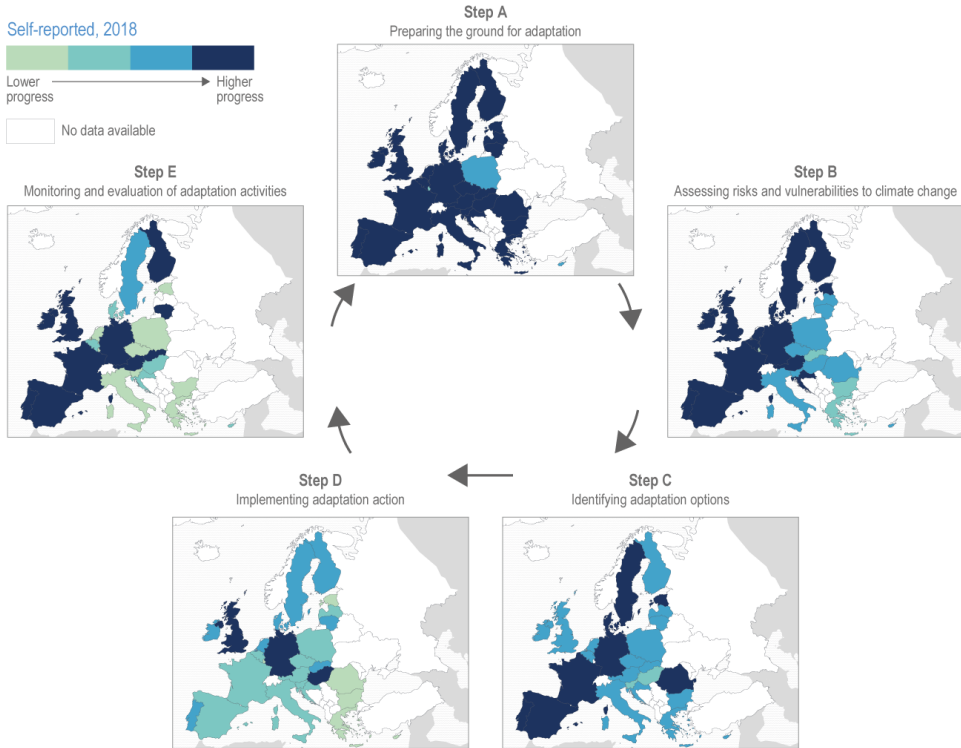 Self-reported, 2018
Lower progress
Higher progress
No data available
Step A
Preparing the ground for adaptation
Step B
Assessing risks and vulnerabilities to climate change
Step C
Identifying adaptation options
Step D
Implementing adaptation action
Step E
Monitoring and evaluation of adaptation activities